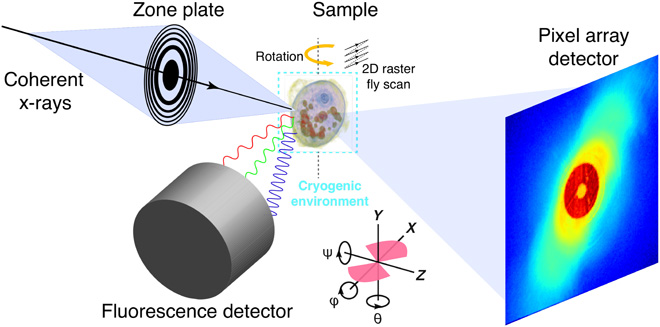 Zone plate
Sample
Rotation
2D raster
fly scan
Pixel array
detector
Coherent
x-rays
Cryogenic
environment
Fluorescence detector
Y
X
Z
Ψ
φ
θ